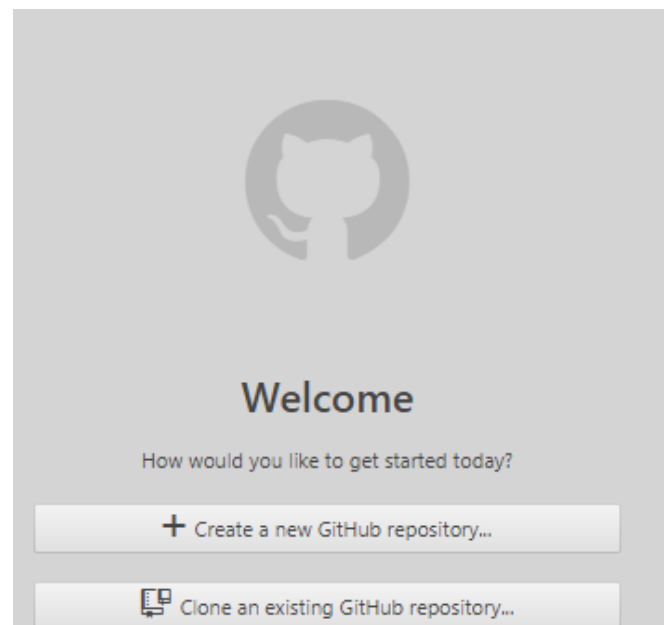 Welcome
How would you like to get started today?
+ Create a new GitHub repository...
Clone an existing GitHub repository...